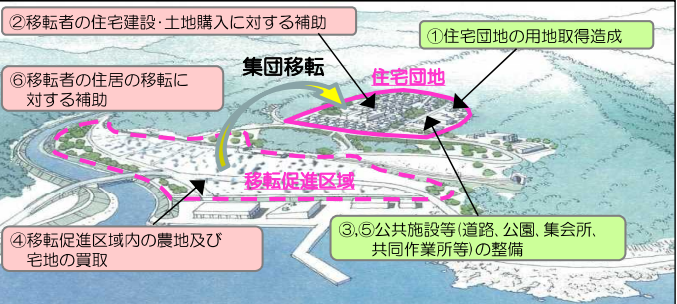 ②移転者の住宅建設・土地購入に対する補助
①住宅団地の用地取得造成
集団移転
住宅団地
⑥移転者の住居の移転に
対する補助
移転促進区域
④移転促進区域内の農地及び
宅地の買取
③,⑤公共施設等(道路、公園、集会所、
共同作業所等)の整備